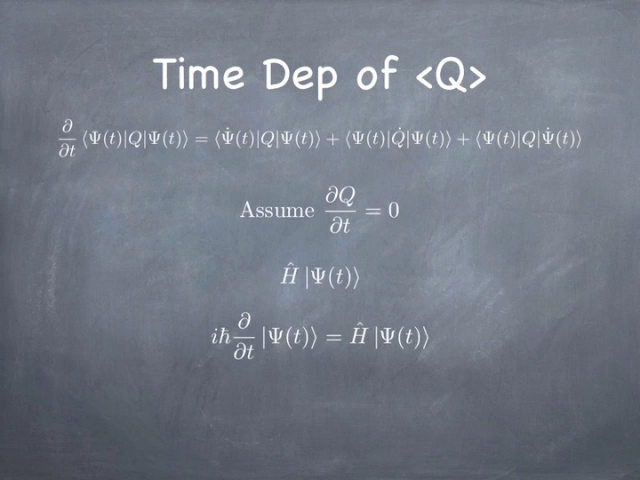 Time Dep of <Q>
∂/∂t ⟨Ψ(t)|Q|Ψ(t)⟩ = ⟨Ψ̇(t)|Q|Ψ(t)⟩ + ⟨Ψ(t)|Q̇|Ψ(t)⟩ + ⟨Ψ(t)|Q|Ψ̇(t)⟩
Assume ∂Q/∂t = 0
Ĥ |Ψ(t)⟩
iħ ∂/∂t |Ψ(t)⟩ = Ĥ |Ψ(t)⟩